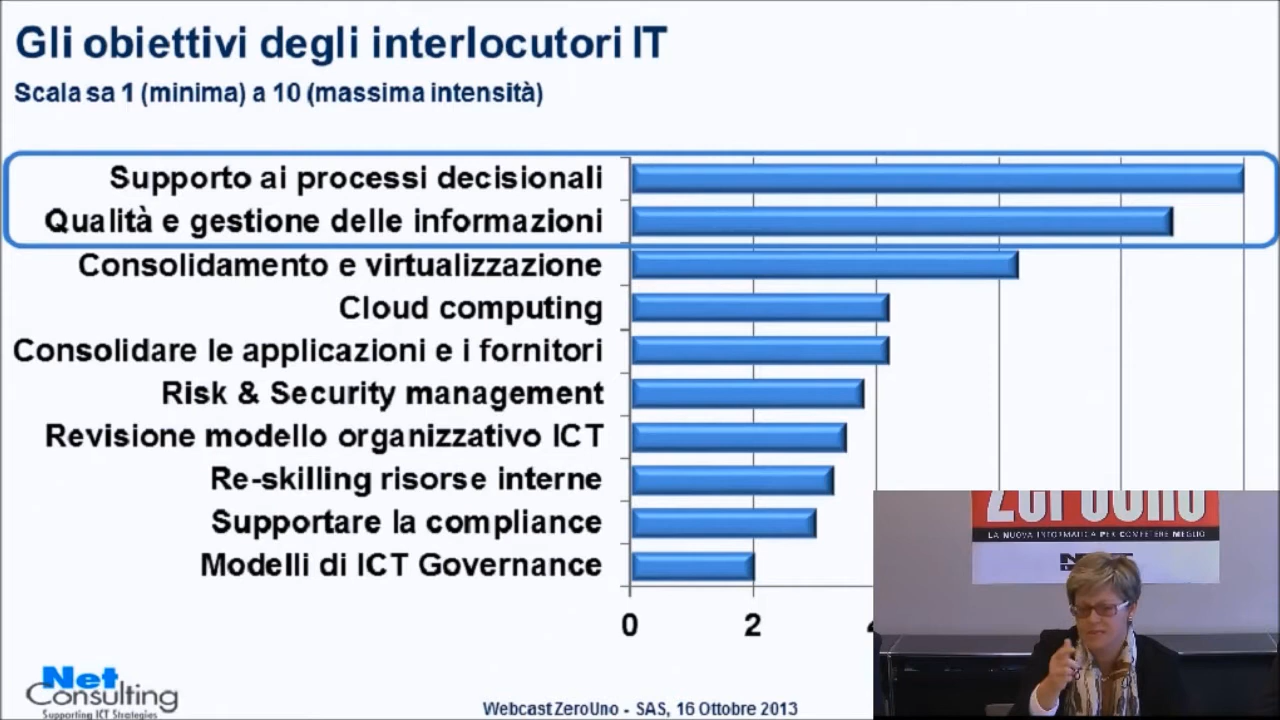 Gli obiettivi degli interlocutori IT
Scala sa 1 (minima) a 10 (massima intensità)
Supporto ai processi decisionali
Qualità e gestione delle informazioni
Consolidamento e virtualizzazione
Cloud computing
Consolidare le applicazioni e i fornitori
Risk & Security management
Revisione modello organizzativo ICT
Re-skilling risorse interne
Supportare la compliance
Modelli di ICT Governance
0 2
ZeroUno
LA NUOVA INFORMATICA PER COMPETERE MEGLIO
Net
Consulting
Supporting ICT Strategies
Webcast ZeroUno - SAS, 16 Ottobre 2013